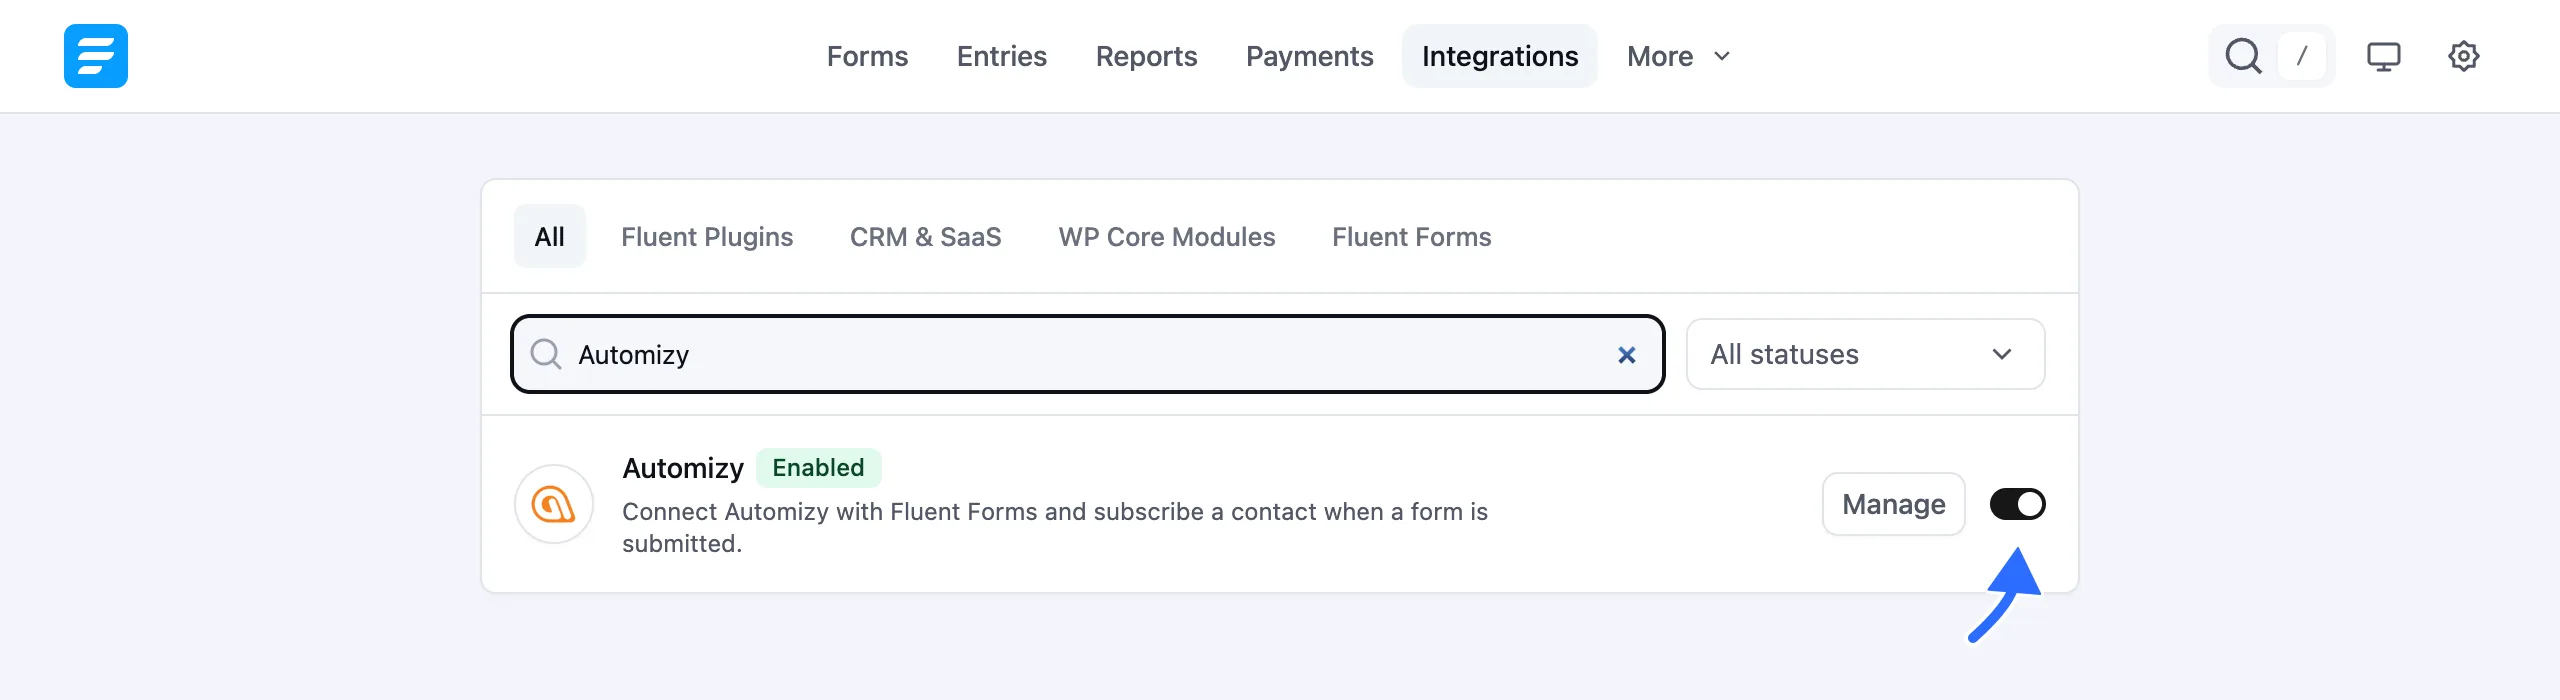 Forms Entries Reports Payments Integrations More /
All Fluent Plugins CRM & SaaS WP Core Modules Fluent Forms
Automizy All statuses
Automizy Enabled
Connect Automizy with Fluent Forms and subscribe a contact when a form is
submitted.
Manage